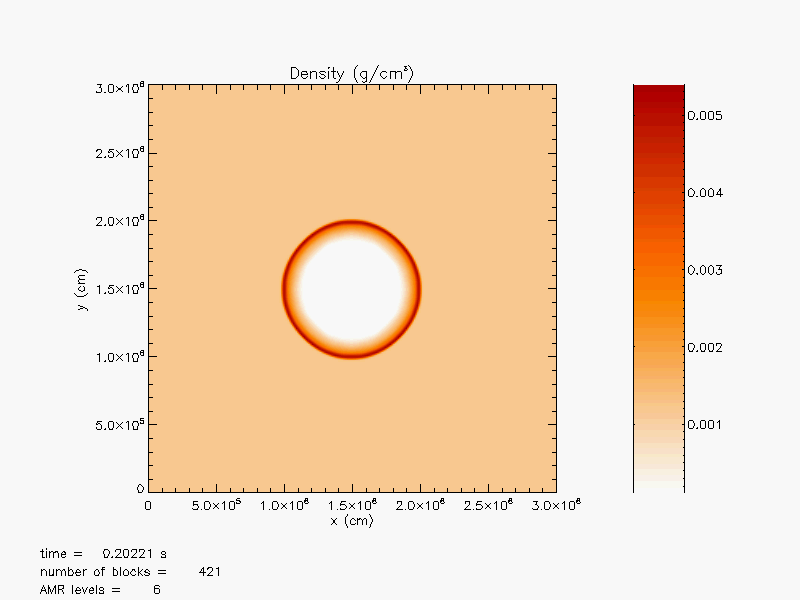 Density (g/cm³)
3.0×10⁶
2.5×10⁶
2.0×10⁶
1.5×10⁶
1.0×10⁶
5.0×10⁵
0
y (cm)
0 5.0×10⁵ 1.0×10⁶ 1.5×10⁶ 2.0×10⁶ 2.5×10⁶ 3.0×10⁶
x (cm)
0.005
0.004
0.003
0.002
0.001
time = 0.20221 s
number of blocks = 421
AMR levels = 6